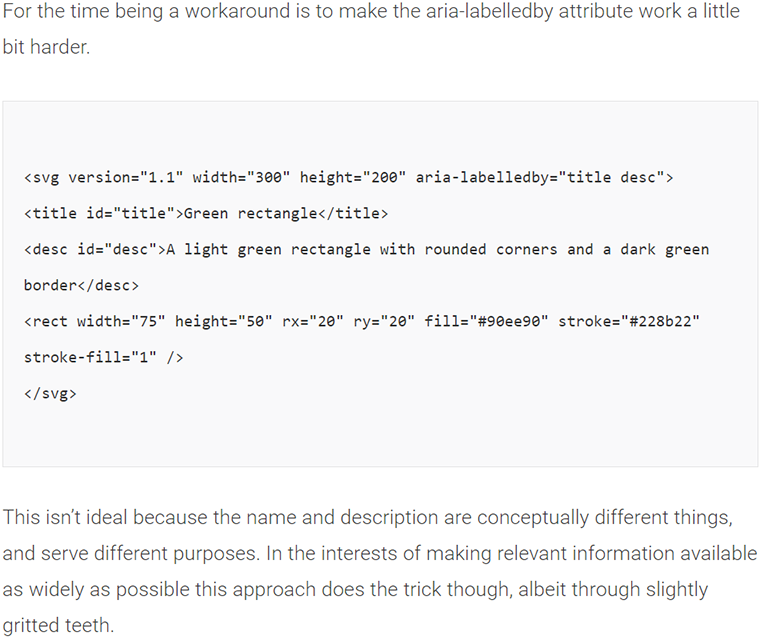 For the time being a workaround is to make the aria-labelledby attribute work a little
bit harder.
<svg version="1.1" width="300" height="200" aria-labelledby="title desc">
<title id="title">Green rectangle</title>
<desc id="desc">A light green rectangle with rounded corners and a dark green
border</desc>
<rect width="75" height="50" rx="20" ry="20" fill="#90ee90" stroke="#228b22"
stroke-fill="1" />
</svg>
This isn’t ideal because the name and description are conceptually different things,
and serve different purposes. In the interests of making relevant information available
as widely as possible this approach does the trick though, albeit through slightly
gritted teeth.